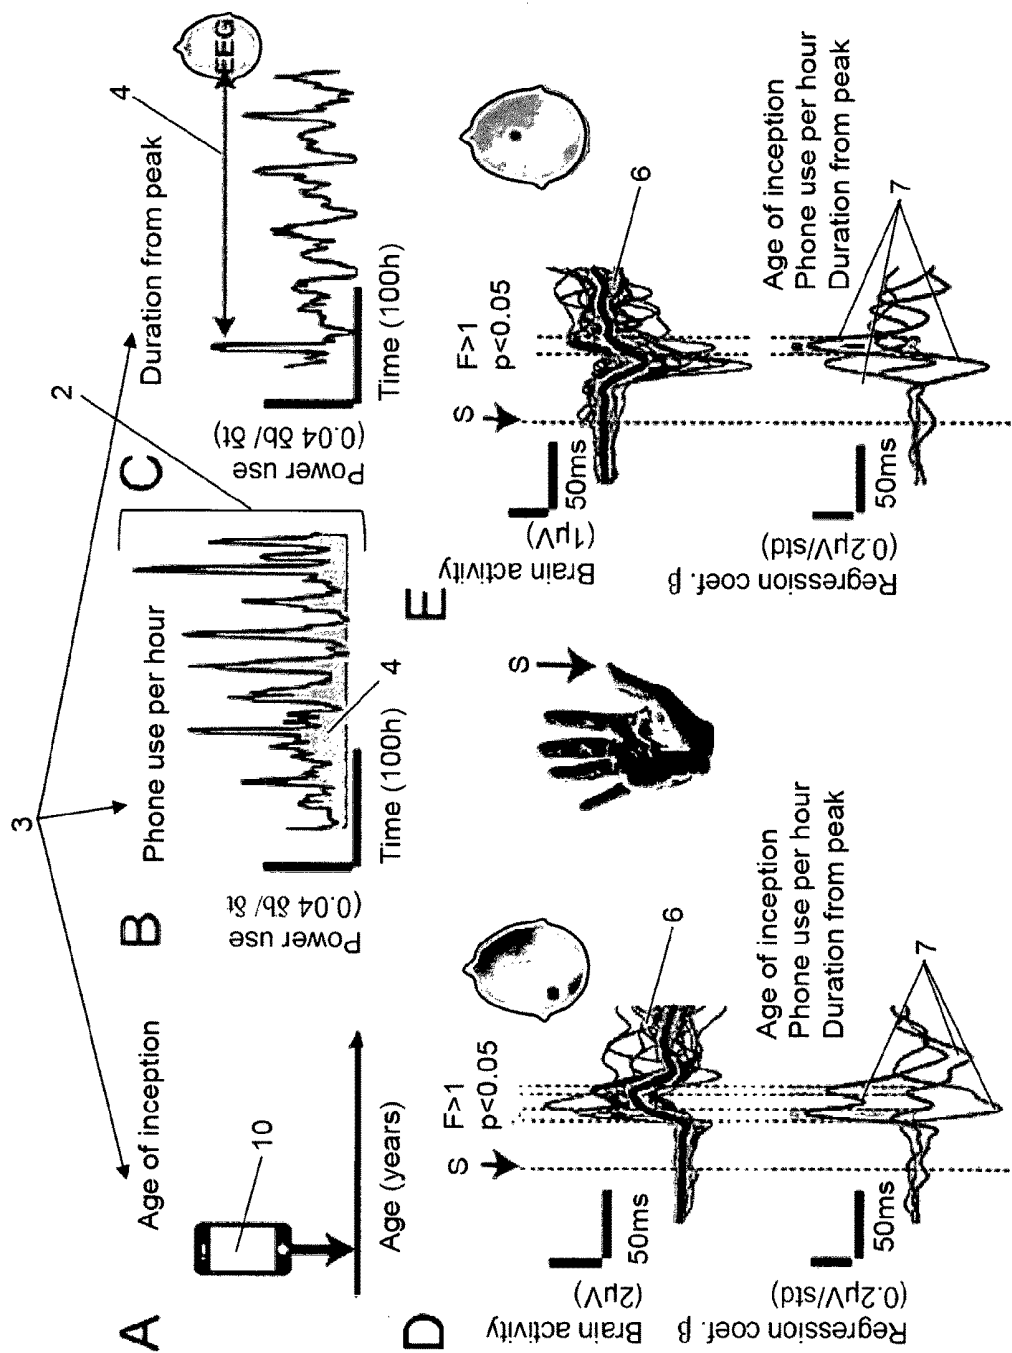 3
A
Age of inception
10
Age (years)
B
Phone use per hour
2
4
Power use
(0.04 δb/ δt
Time (100h)
C
Duration from peak
4
EEG
Power use
(0.04 δb/ δt)
Time (100h)
D
S
F>1
p<0.05
6
Brain activity
(2µV)
50ms
Age of inception
Phone use per hour
Duration from peak
7
Regression coef. β
(0.2µV/std)
50ms
S
E
S
F>1
p<0.05
6
Brain activity
(1µV)
50ms
Age of inception
Phone use per hour
Duration from peak
7
Regression coef. β
(0.2µV/std)
50ms